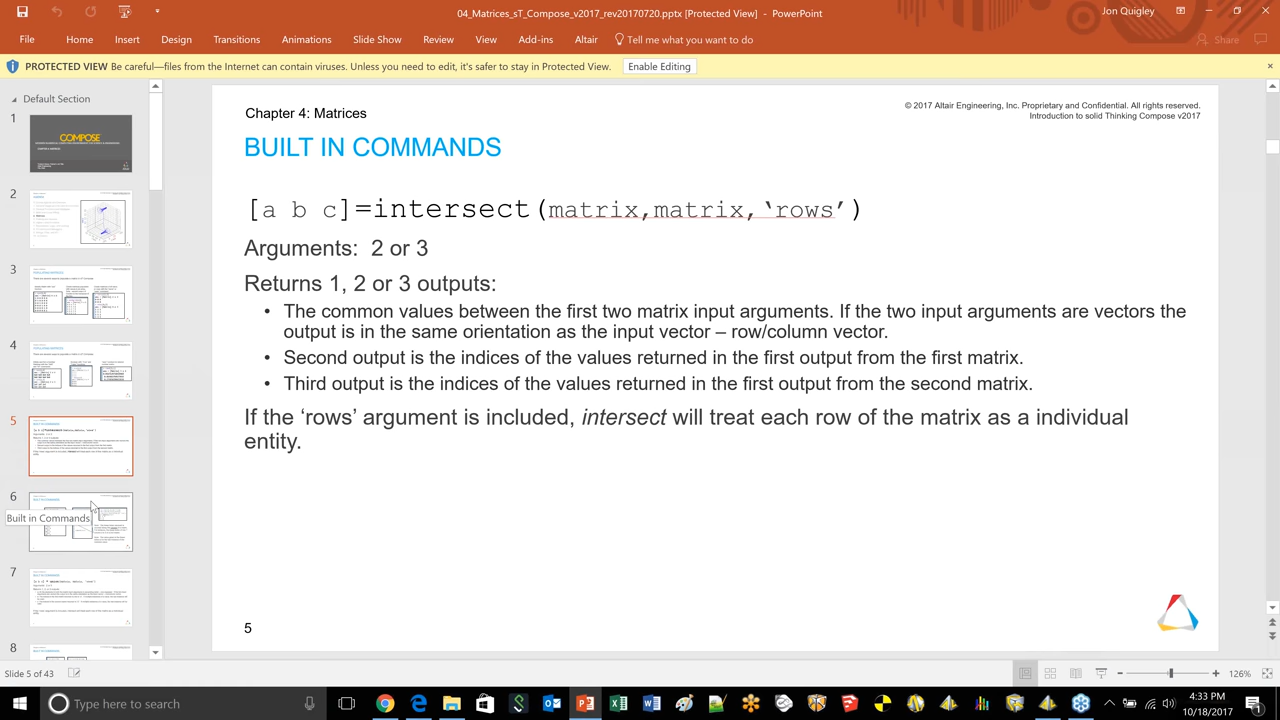 04_Matrices_sT_Compose_v2017_rev20170720.pptx [Protected View] - PowerPoint
Jon Quigley
File Home Insert Design Transitions Animations Slide Show Review View Add-ins Altair Tell me what you want to do
Share
PROTECTED VIEW Be careful—files from the Internet can contain viruses. Unless you need to edit, it's safer to stay in Protected View. Enable Editing
Default Section
1
COMPOSE
2
3
4
5
6
Built in Commands
7
8
Chapter 4: Matrices
© 2017 Altair Engineering, Inc. Proprietary and Confidential. All rights reserved.
Introduction to solid Thinking Compose v2017
BUILT IN COMMANDS
[a b c]=intersect(matrix,matrix,‘rows’)
Arguments: 2 or 3
Returns 1, 2 or 3 outputs:
• The common values between the first two matrix input arguments. If the two input arguments are vectors the
output is in the same orientation as the input vector – row/column vector.
• Second output is the indices of the values returned in the first output from the first matrix.
• Third output is the indices of the values returned in the first output from the second matrix.
If the ‘rows’ argument is included, intersect will treat each row of the matrix as a individual
entity.
5
Slide 5 of 43
126%
Type here to search
4:33 PM
10/18/2017